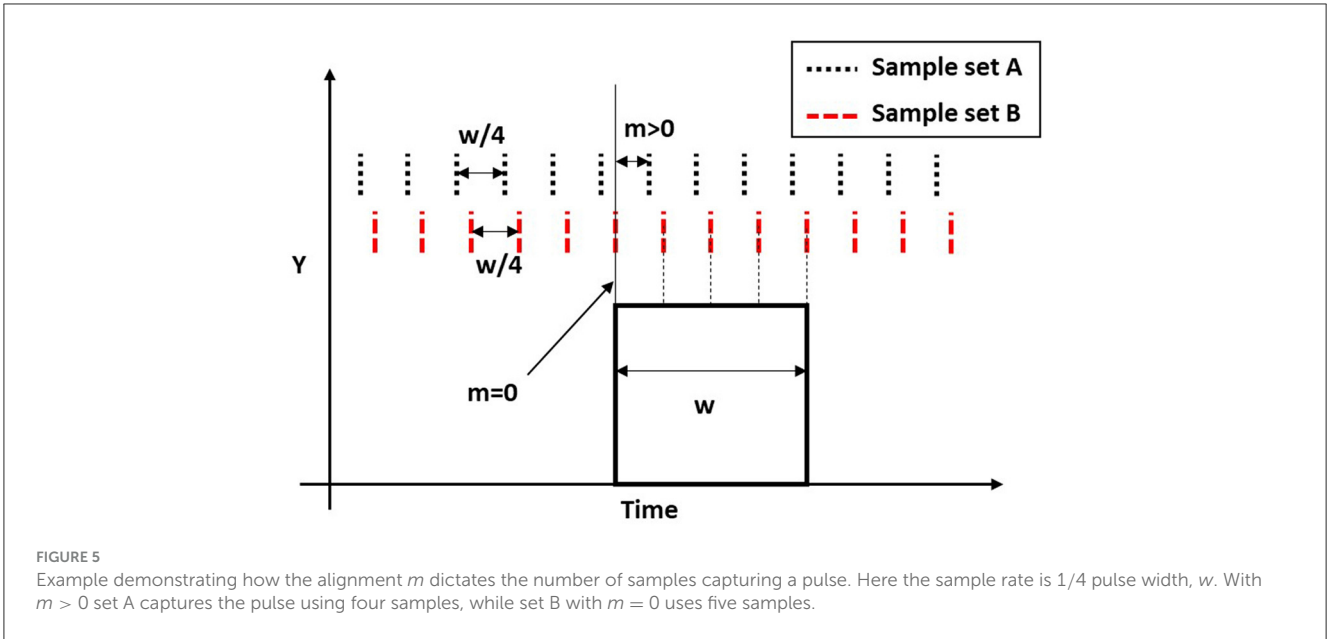 Sample set A
Sample set B
m>0
w/4
w/4
Y
m=0
w
Time
FIGURE 5
Example demonstrating how the alignment m dictates the number of samples capturing a pulse. Here the sample rate is 1/4 pulse width, w. With
m > 0 set A captures the pulse using four samples, while set B with m = 0 uses five samples.